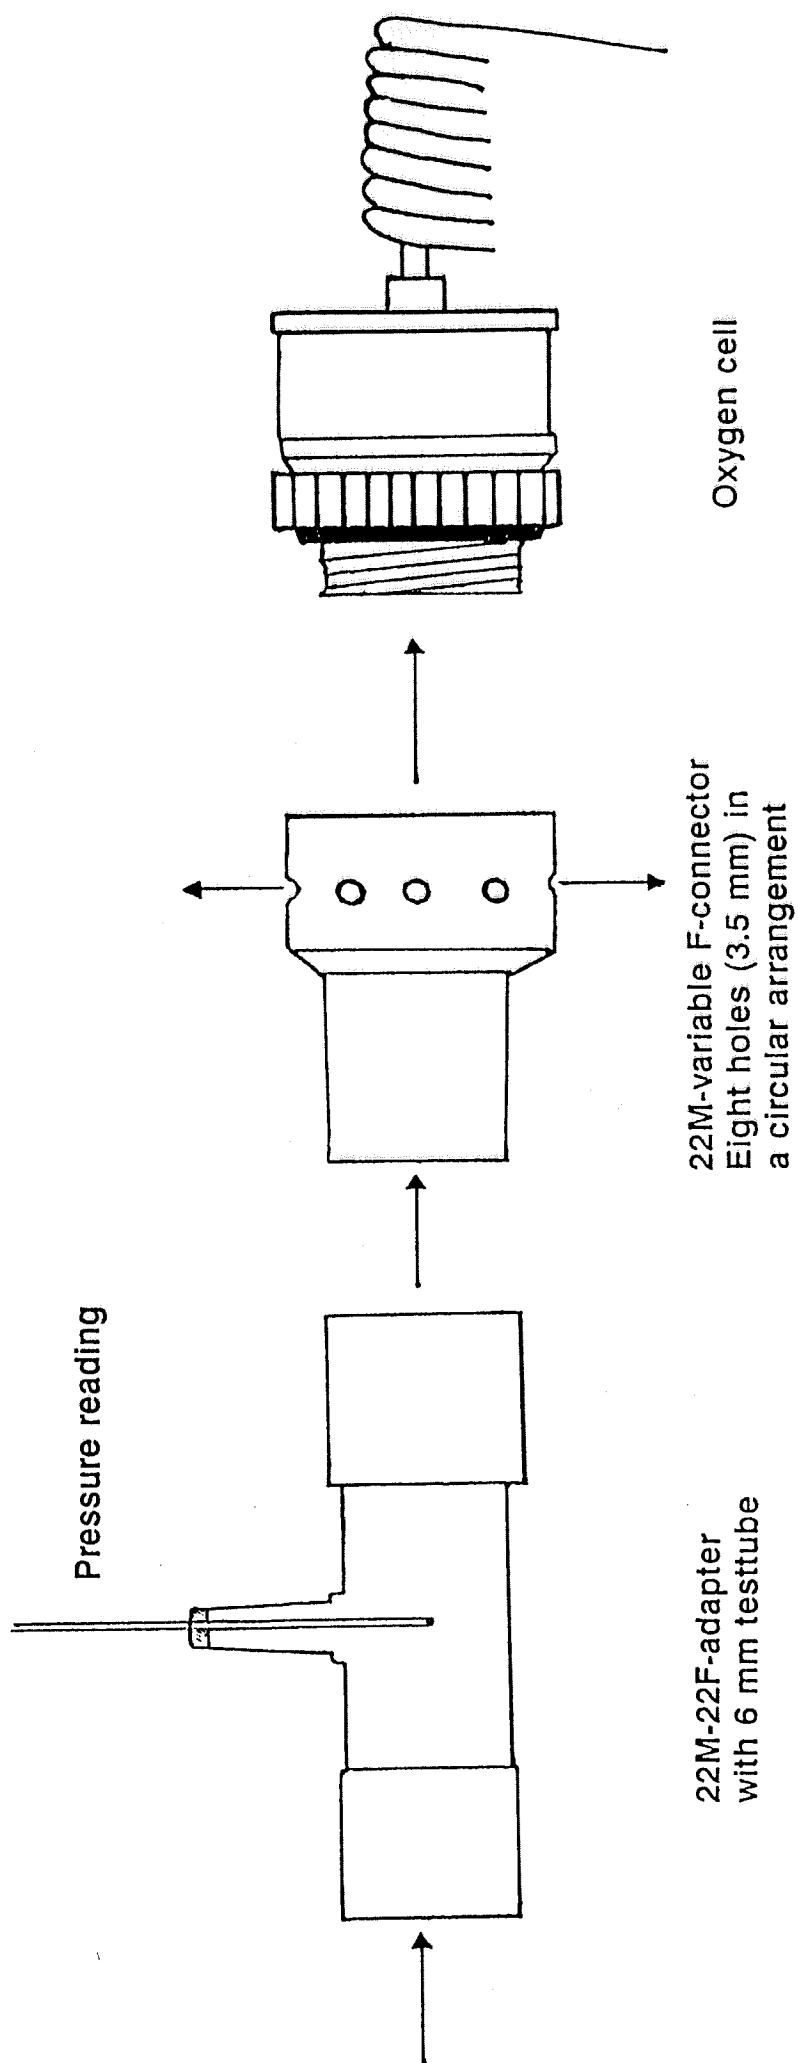 Pressure reading
22M-22F-adapter
with 6 mm testtube
22M-variable F-connector
Eight holes (3.5 mm) in
a circular arrangement
Oxygen cell